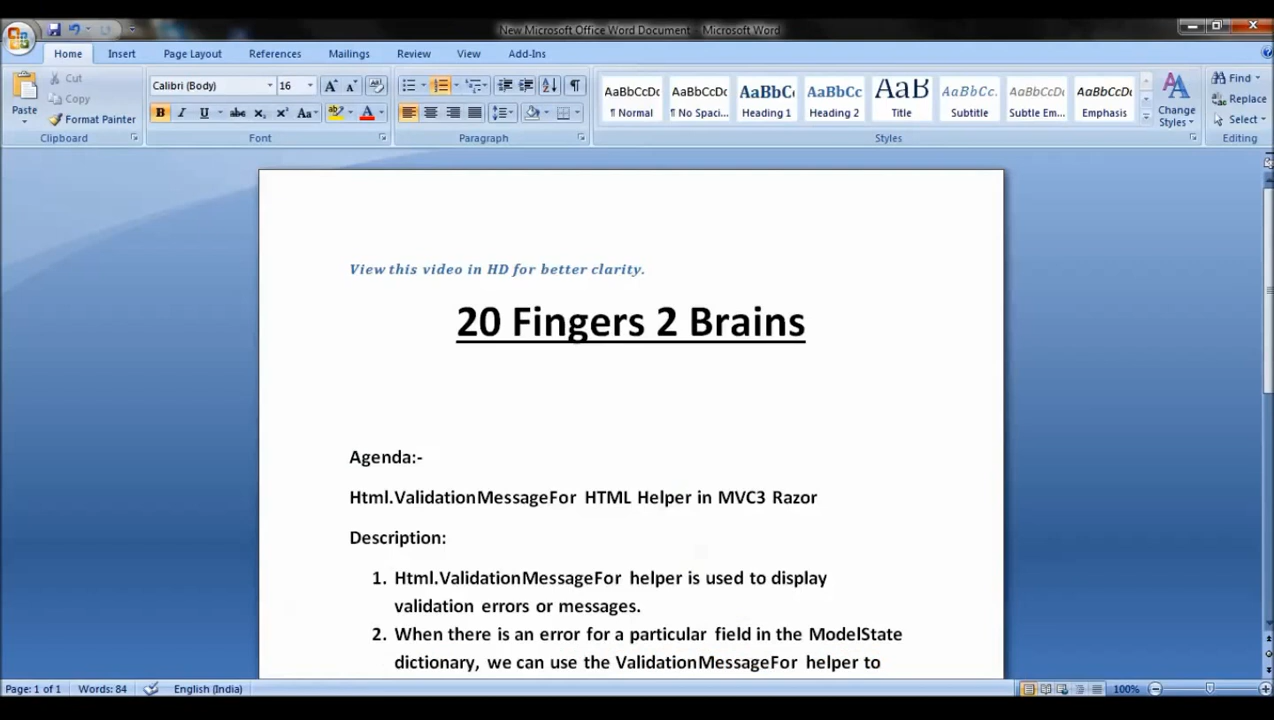 New Microsoft Office Word Document - Microsoft Word
Home Insert Page Layout References Mailings Review View Add-Ins
Paste
Cut
Copy
Format Painter
Clipboard
Calibri (Body) 16
Font
Paragraph
AaBbCcDc AaBbCcDc AaBbC AaBbCc AaB AaBbCc. AaBbCcDc AaBbCcDc
¶ Normal ¶ No Spaci... Heading 1 Heading 2 Title Subtitle Subtle Em... Emphasis
Change Styles
Styles
Find
Replace
Select
Editing
View this video in HD for better clarity.
20 Fingers 2 Brains
Agenda:-
Html.ValidationMessageFor HTML Helper in MVC3 Razor
Description:
1. Html.ValidationMessageFor helper is used to display
validation errors or messages.
2. When there is an error for a particular field in the ModelState
dictionary, we can use the ValidationMessageFor helper to
Page: 1 of 1 Words: 84 English (India) 100%